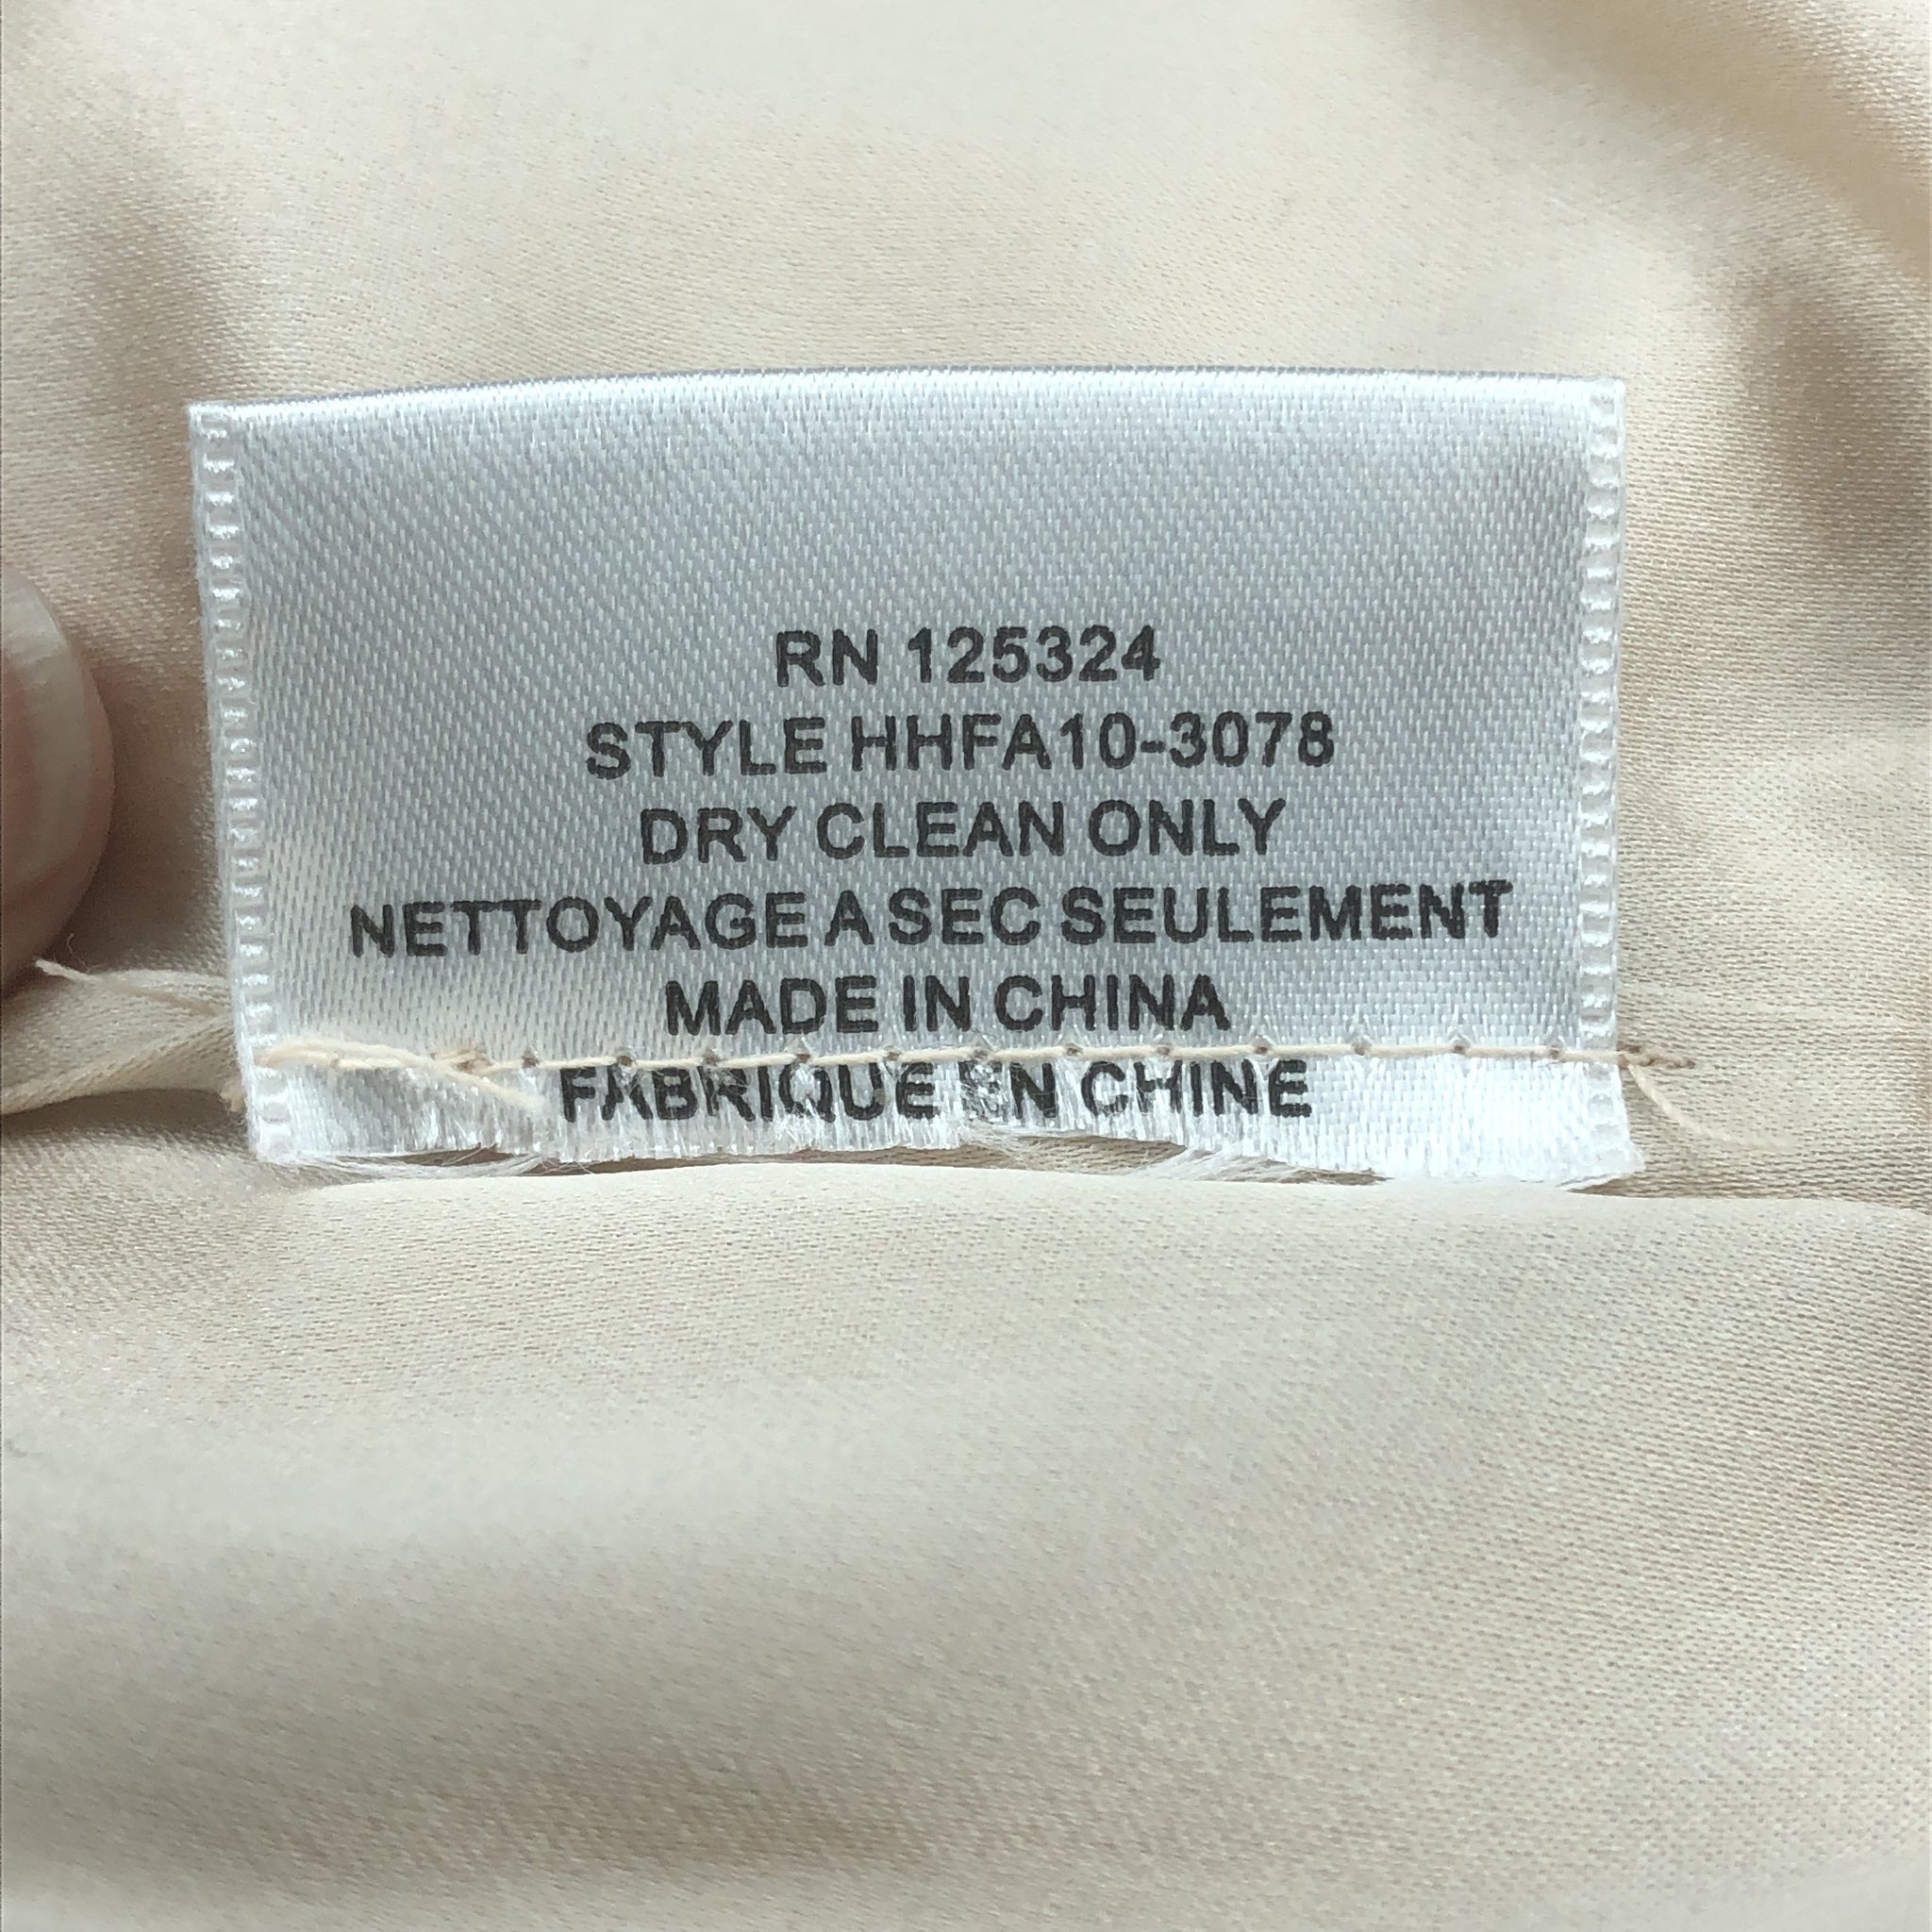 RN 125324
STYLE HHFA10-3078
DRY CLEAN ONLY
NETTOYAGE A SEC SEULEMENT
MADE IN CHINA
FABRIQUE EN CHINE